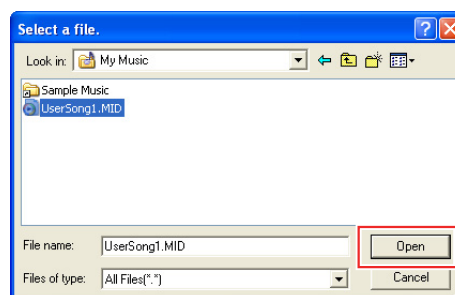 Select a file.
Look in: My Music
Sample Music
UserSong1.MID
File name: UserSong1.MID Open
Files of type: All Files(*.*) Cancel